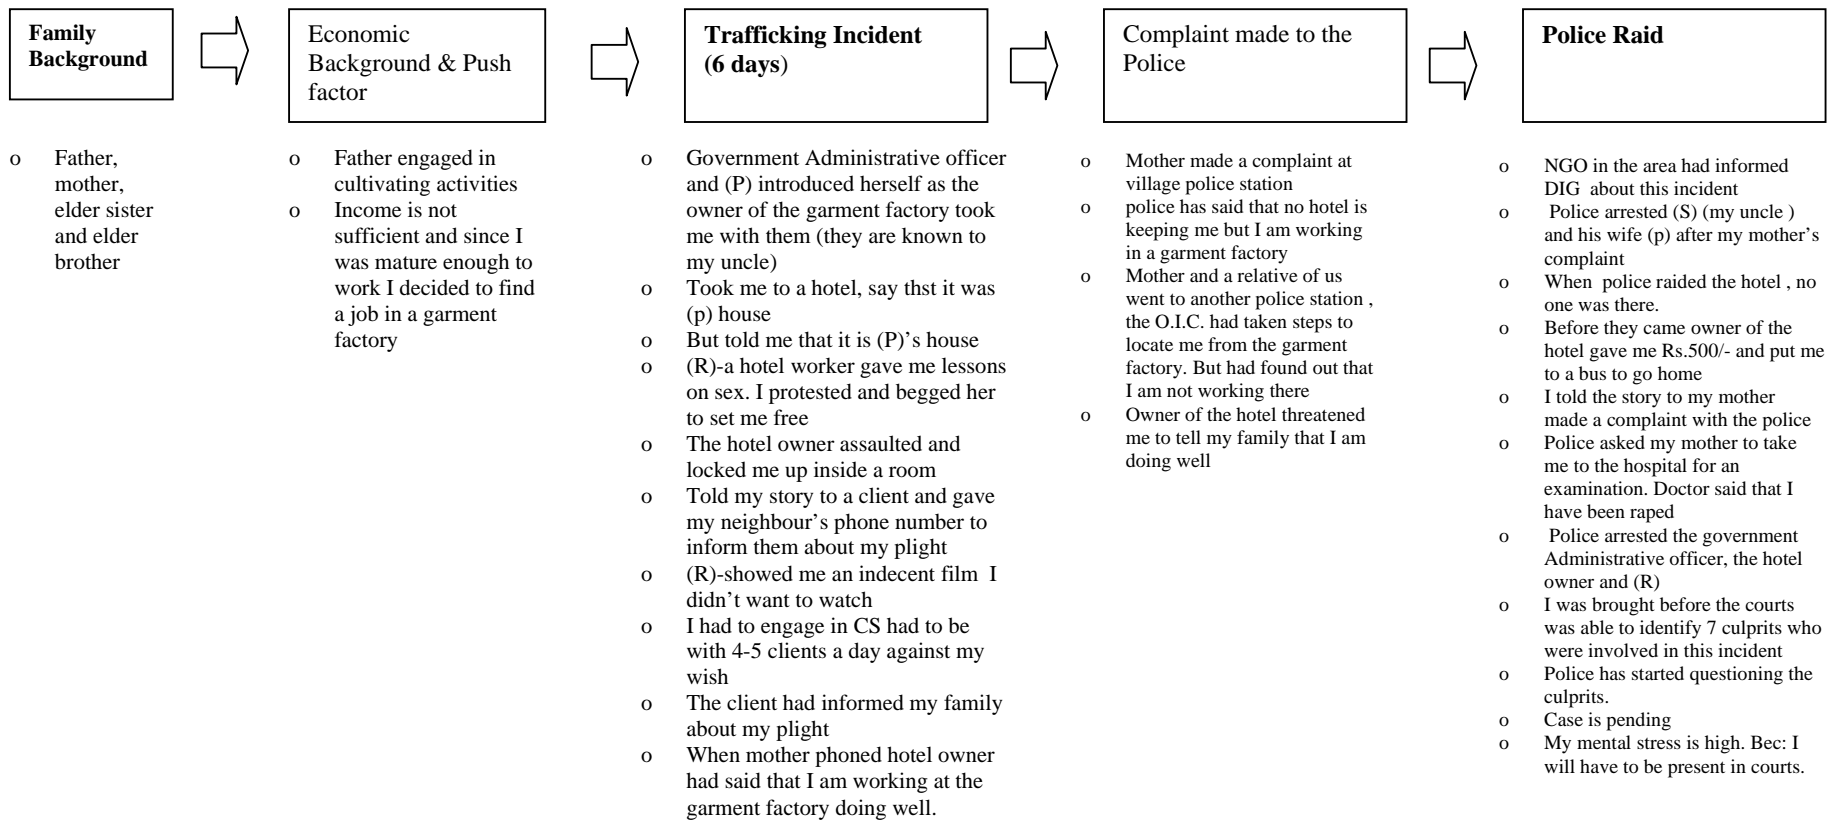 Family
Background
Economic
Background & Push
factor
Trafficking Incident
(6 days)
Complaint made to the
Police
Police Raid
o Father,
mother,
elder sister
and elder
brother
o Father engaged in
cultivating activities
o Income is not
sufficient and since I
was mature enough to
work I decided to find
a job in a garment
factory
o Government Administrative officer
and (P) introduced herself as the
owner of the garment factory took
me with them (they are known to
my uncle)
o Took me to a hotel, say thst it was
(p) house
o But told me that it is (P)'s house
o (R)-a hotel worker gave me lessons
on sex. I protested and begged her
to set me free
o The hotel owner assaulted and
locked me up inside a room
o Told my story to a client and gave
my neighbour's phone number to
inform them about my plight
o (R)-showed me an indecent film I
didn't want to watch
o I had to engage in CS had to be
with 4-5 clients a day against my
wish
o The client had informed my family
about my plight
o When mother phoned hotel owner
had said that I am working at the
garment factory doing well.
o Mother made a complaint at
village police station
o police has said that no hotel is
keeping me but I am working
in a garment factory
o Mother and a relative of us
went to another police station ,
the O.I.C. had taken steps to
locate me from the garment
factory. But had found out that
I am not working there
o Owner of the hotel threatened
me to tell my family that I am
doing well
o NGO in the area had informed
DIG about this incident
o Police arrested (S) (my uncle )
and his wife (p) after my mother's
complaint
o When police raided the hotel , no
one was there.
o Before they came owner of the
hotel gave me Rs.500/- and put me
to a bus to go home
o I told the story to my mother
made a complaint with the police
o Police asked my mother to take
me to the hospital for an
examination. Doctor said that I
have been raped
o Police arrested the government
Administrative officer, the hotel
owner and (R)
o I was brought before the courts
was able to identify 7 culprits who
were involved in this incident
o Police has started questioning the
culprits.
o Case is pending
o My mental stress is high. Bec: I
will have to be present in courts.